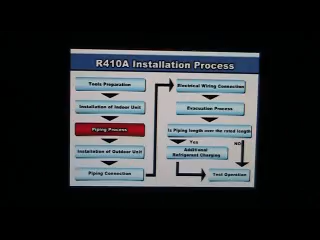 R410A Installation Process
Tools Preparation
Installation of Indoor Unit
Piping Process
Installation of Outdoor Unit
Piping Connection
Electrical Wiring Connection
Evacuation Process
Is Piping length over the rated length
Yes
NO
Additional
Refrigerant Charging
Test Operation